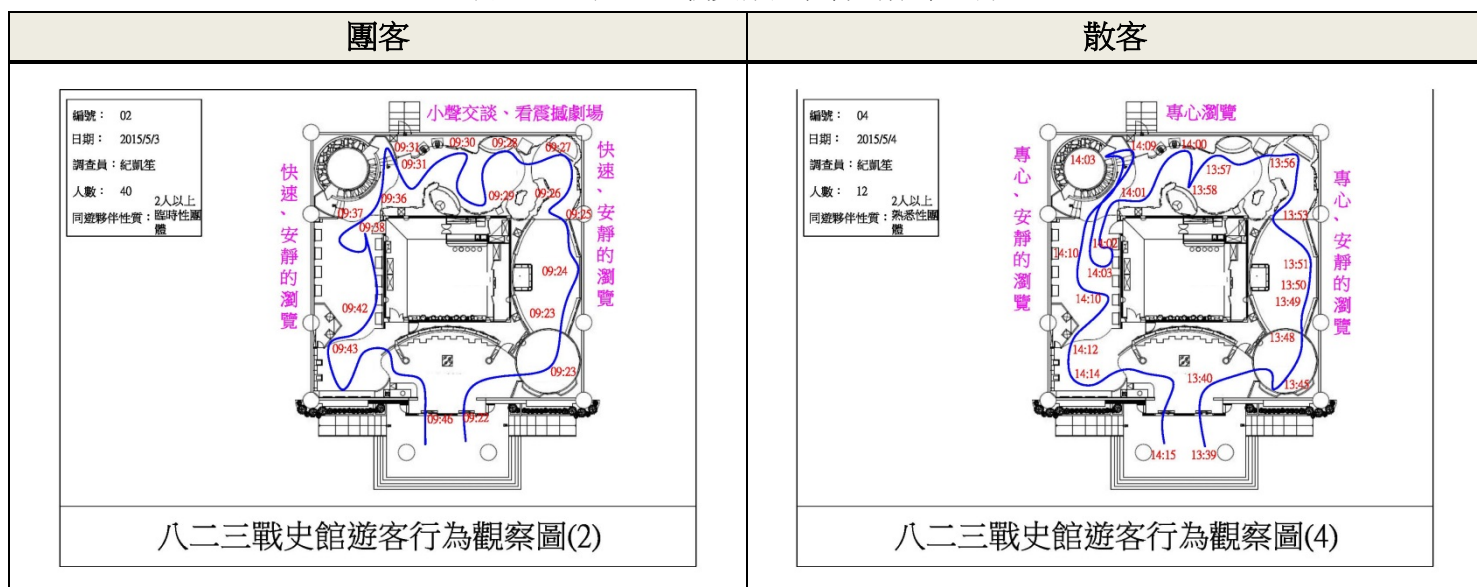 團客
散客
編號： 02
日期： 2015/5/3
調查員：紀凱笙
人數： 40
2人以上
同遊夥伴性質：臨時性團體
小聲交談、看震撼劇場
快速、安靜的瀏覽
快速、安靜的瀏覽
09:31
09:30
09:28
09:27
09:31
09:36
09:29
09:26
09:25
09:37
09:38
09:24
09:42
09:23
09:43
09:23
09:46
09:22
八二三戰史館遊客行為觀察圖(2)
編號： 04
日期： 2015/5/4
調查員：紀凱笙
人數： 12
2人以上
同遊夥伴性質：熟悉性團體
專心瀏覽
專心、安靜的瀏覽
專心、安靜的瀏覽
14:09
14:00
14:03
13:57
13:56
14:01
13:58
13:53
14:02
14:10
14:03
13:51
13:50
14:10
13:49
14:12
13:48
14:14
13:40
13:45
14:15
13:39
八二三戰史館遊客行為觀察圖(4)